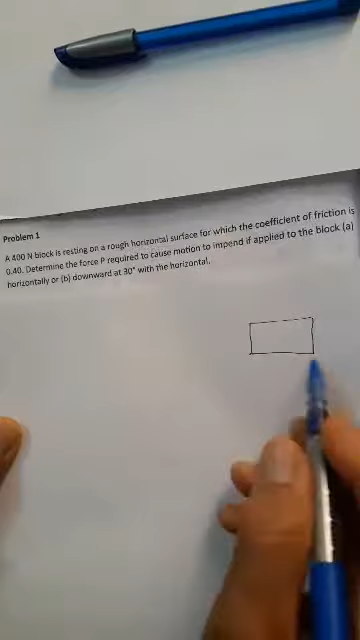 Problem 1
A 400 N block is resting on a rough horizontal surface for which the coefficient of friction is
0.40. Determine the force P required to cause motion to impend if applied to the block (a)
horizontally or (b) downward at 30° with the horizontal.